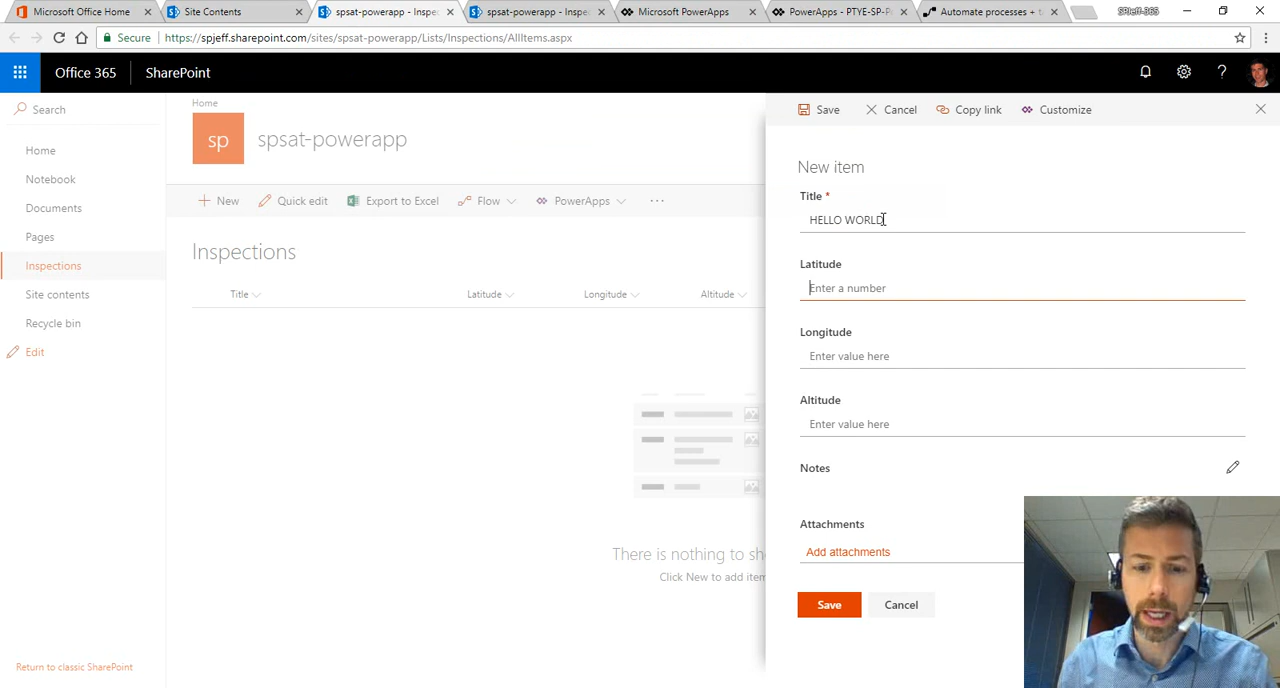 Microsoft Office Home
Site Contents
spsat-powerapp - Inspec
spsat-powerapp - Inspe
Microsoft PowerApps
PowerApps - PTYE-SP-P
Automate processes + t
SPJeff-365
Secure
https://spjeff.sharepoint.com/sites/spsat-powerapp/Lists/Inspections/AllItems.aspx
Office 365
SharePoint
?
Search
Home
Notebook
Documents
Pages
Inspections
Site contents
Recycle bin
Edit
Return to classic SharePoint
Home
sp
spsat-powerapp
New
Quick edit
Export to Excel
Flow
PowerApps
Inspections
Title
Latitude
Longitude
Altitude
There is nothing to sh
Click New to add item
Save
Cancel
Copy link
Customize
New item
Title *
HELLO WORLD
Latitude
Enter a number
Longitude
Enter value here
Altitude
Enter value here
Notes
Attachments
Add attachments
Save
Cancel